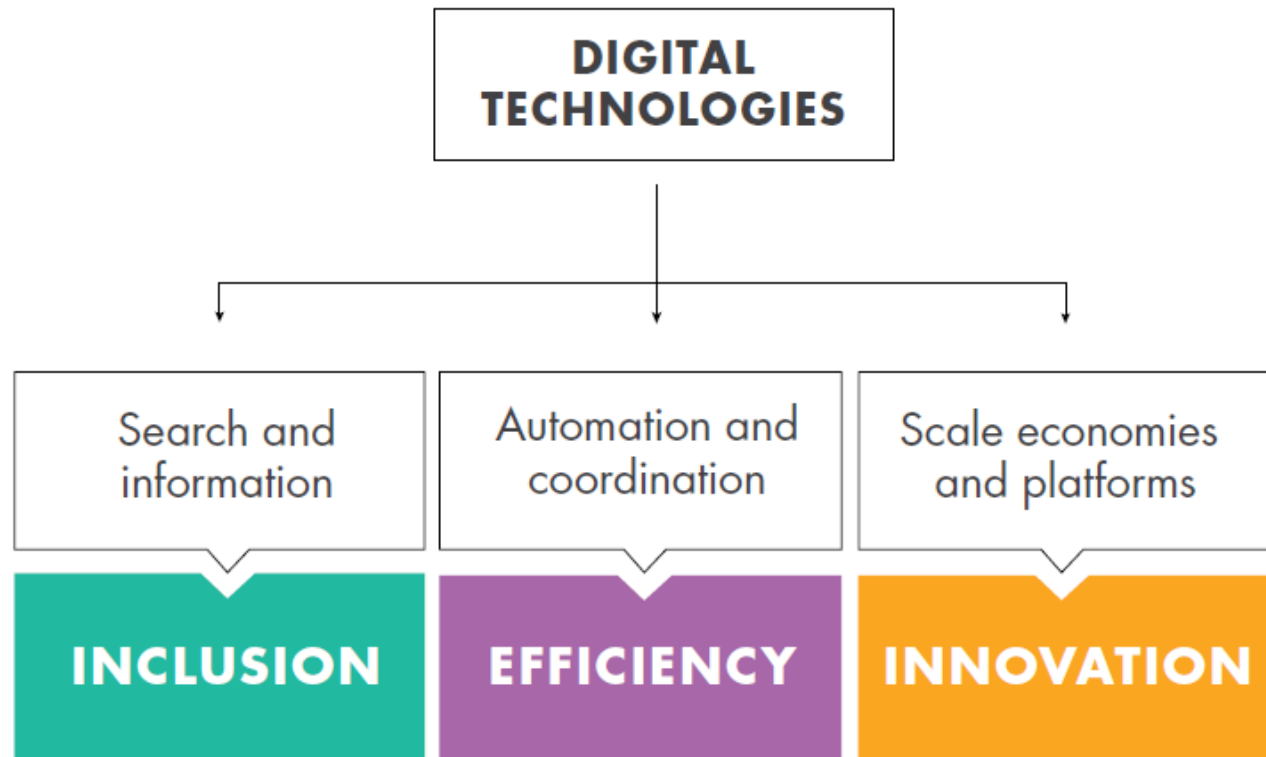 DIGITAL
TECHNOLOGIES
Search and
information
Automation and
coordination
Scale economies
and platforms
INCLUSION
EFFICIENCY
INNOVATION